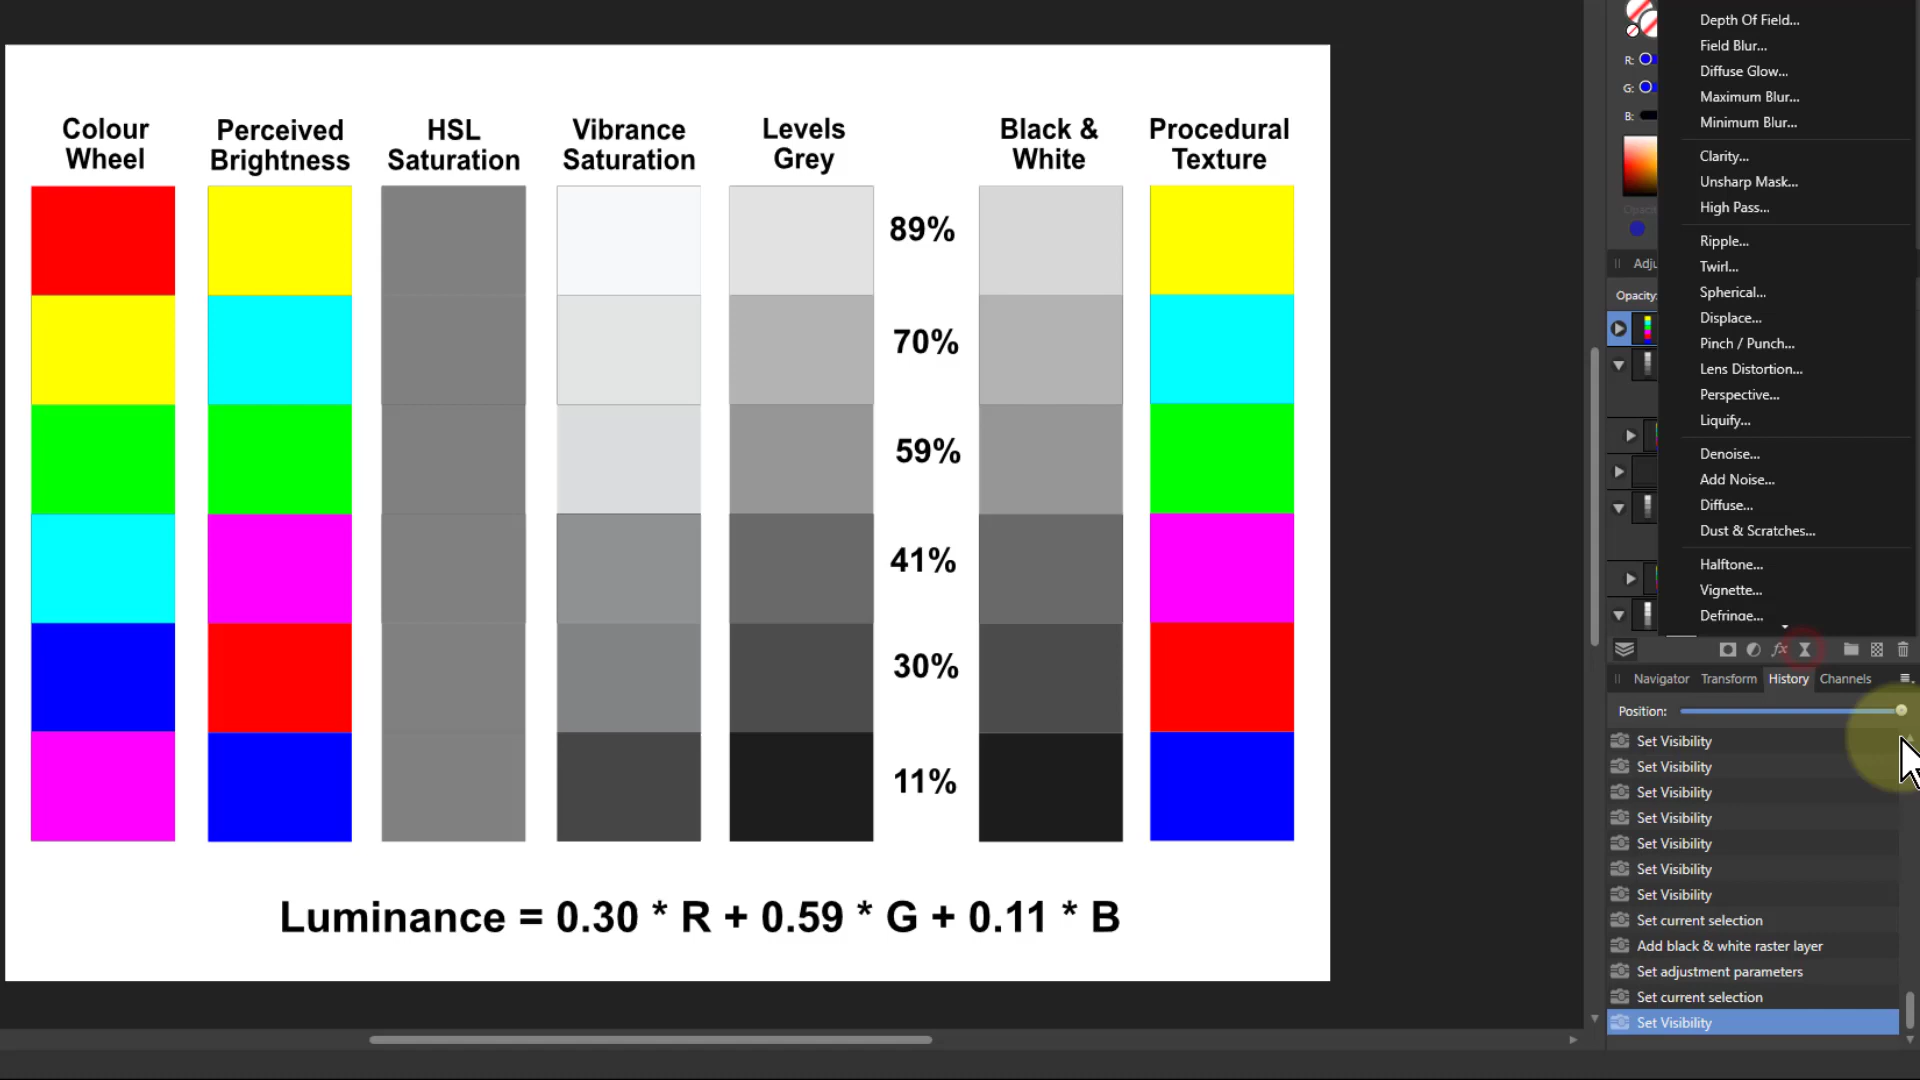 Colour
Wheel
Perceived
Brightness
HSL
Saturation
Vibrance
Saturation
Levels
Grey
Black &
White
Procedural
Texture
89%
70%
59%
41%
30%
11%
Luminance = 0.30 * R + 0.59 * G + 0.11 * B
R:
G:
B:
Adju
Opacity:
Depth Of Field...
Field Blur...
Diffuse Glow...
Maximum Blur...
Minimum Blur...
Clarity...
Unsharp Mask...
High Pass...
Ripple...
Twirl...
Spherical...
Displace...
Pinch / Punch...
Lens Distortion...
Perspective...
Liquify...
Denoise...
Add Noise...
Diffuse...
Dust & Scratches...
Halftone...
Vignette...
Defringe...
Navigator Transform History Channels
Position:
Set Visibility
Set Visibility
Set Visibility
Set Visibility
Set Visibility
Set Visibility
Set Visibility
Set current selection
Add black & white raster layer
Set adjustment parameters
Set current selection
Set Visibility